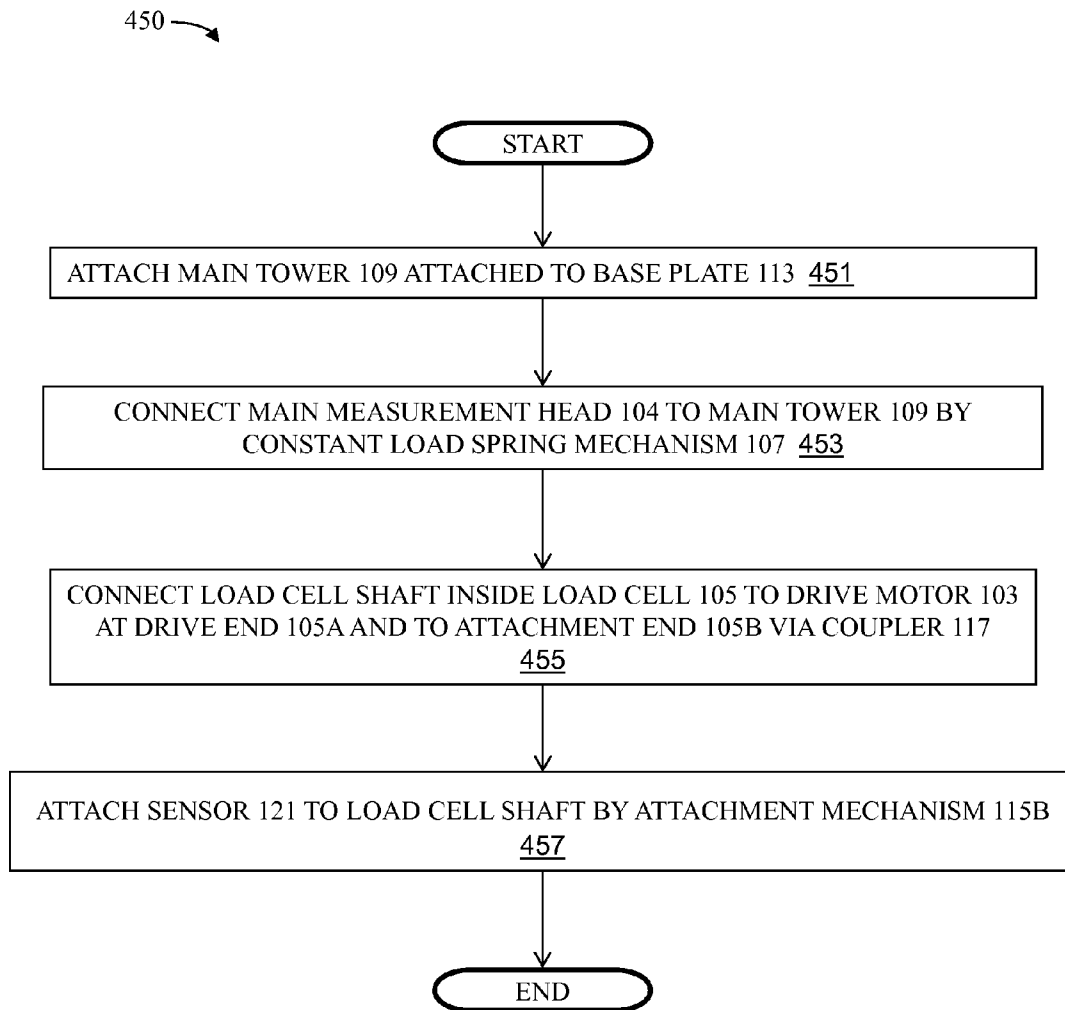 450
START
ATTACH MAIN TOWER 109 ATTACHED TO BASE PLATE 113 451
CONNECT MAIN MEASUREMENT HEAD 104 TO MAIN TOWER 109 BY
CONSTANT LOAD SPRING MECHANISM 107 453
CONNECT LOAD CELL SHAFT INSIDE LOAD CELL 105 TO DRIVE MOTOR 103
AT DRIVE END 105A AND TO ATTACHMENT END 105B VIA COUPLER 117
455
ATTACH SENSOR 121 TO LOAD CELL SHAFT BY ATTACHMENT MECHANISM 115B
457
END